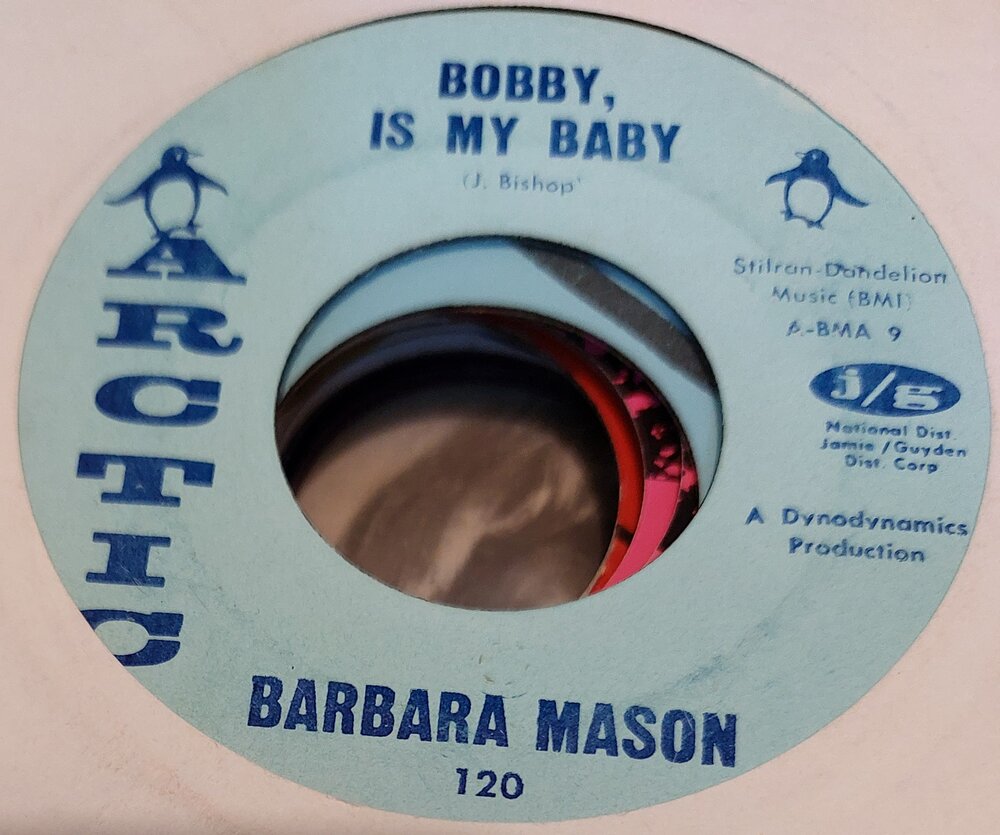 BOBBY,
IS MY BABY
(J. Bishop)
ARCTIC
Stilran-Dandelion
Music (BMI)
A-BMA 9
j/g
National Dist.
Jamie/Guyden
Dist. Corp
A Dynodynamics
Production
BARBARA MASON
120